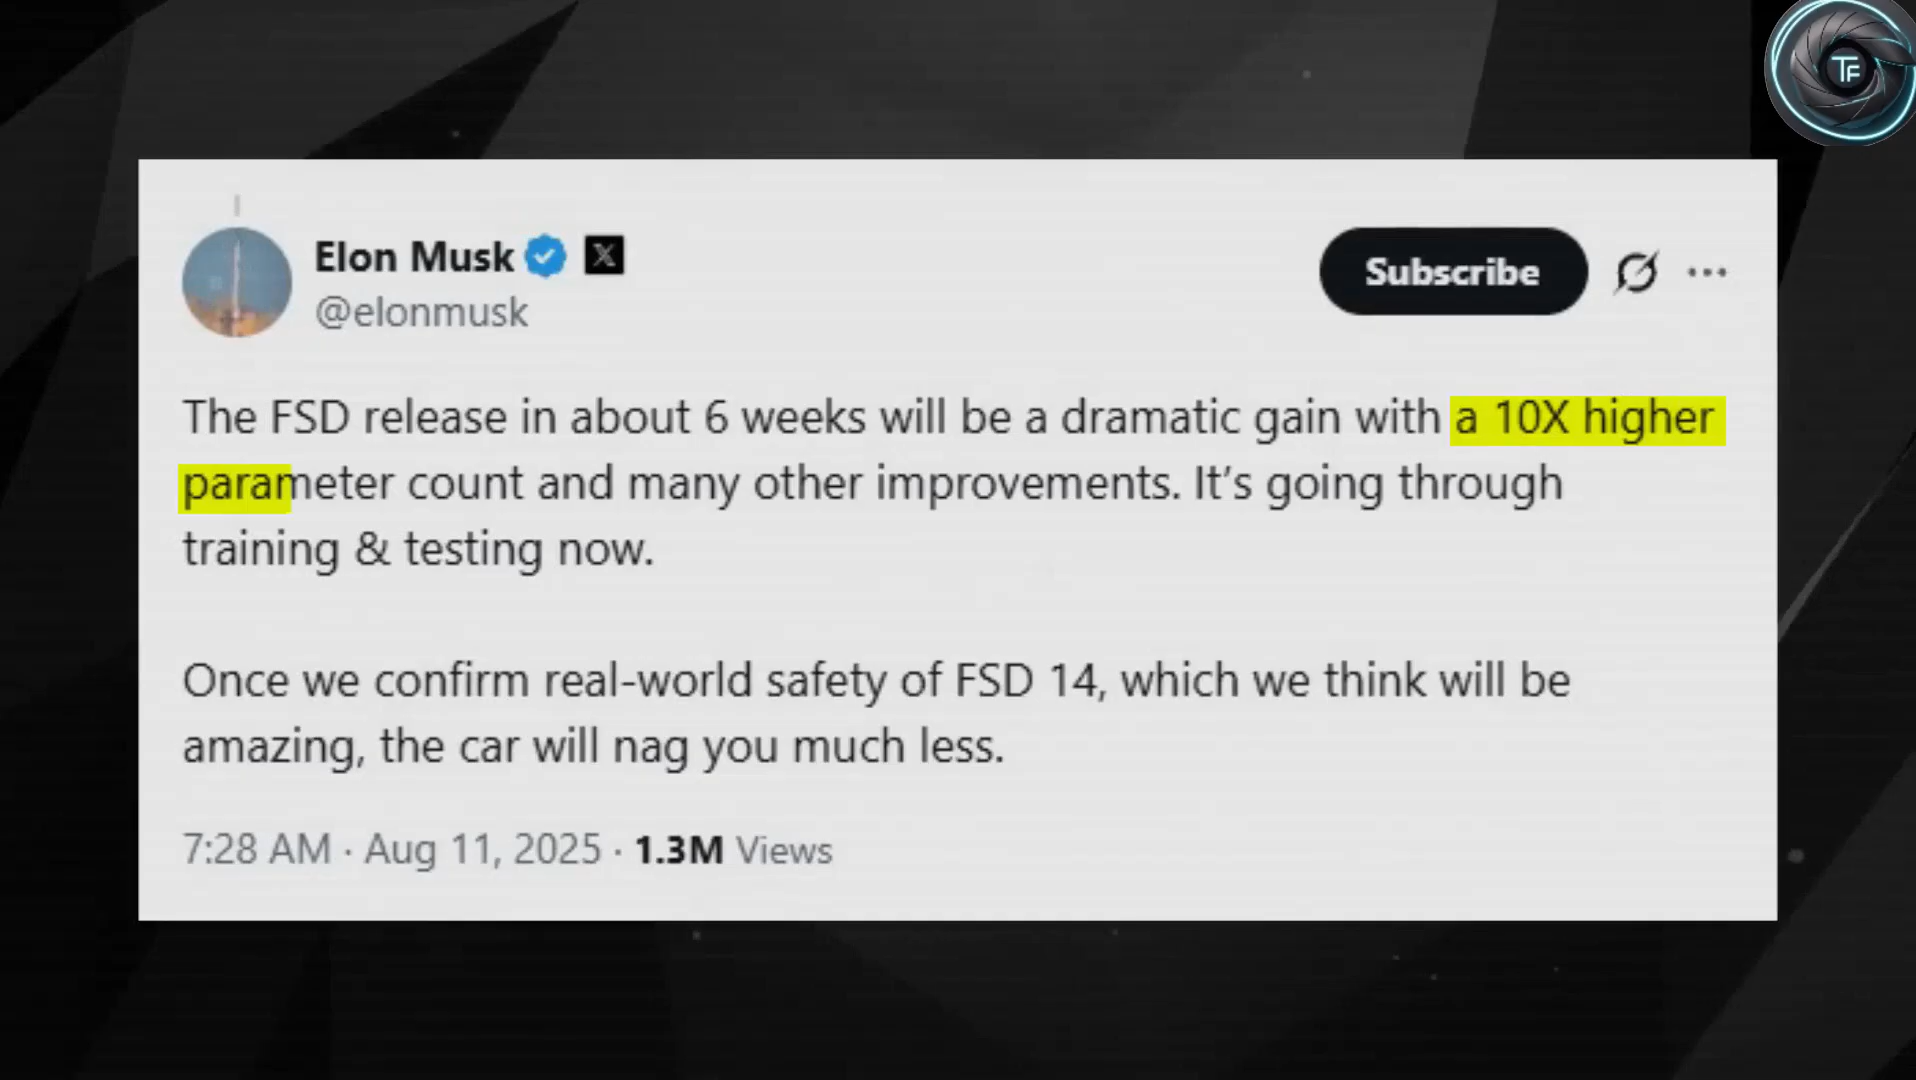 TF
Elon Musk X
@elonmusk
Subscribe
The FSD release in about 6 weeks will be a dramatic gain with a 10X higher
parameter count and many other improvements. It’s going through
training & testing now.
Once we confirm real-world safety of FSD 14, which we think will be
amazing, the car will nag you much less.
7:28 AM · Aug 11, 2025 · 1.3M Views